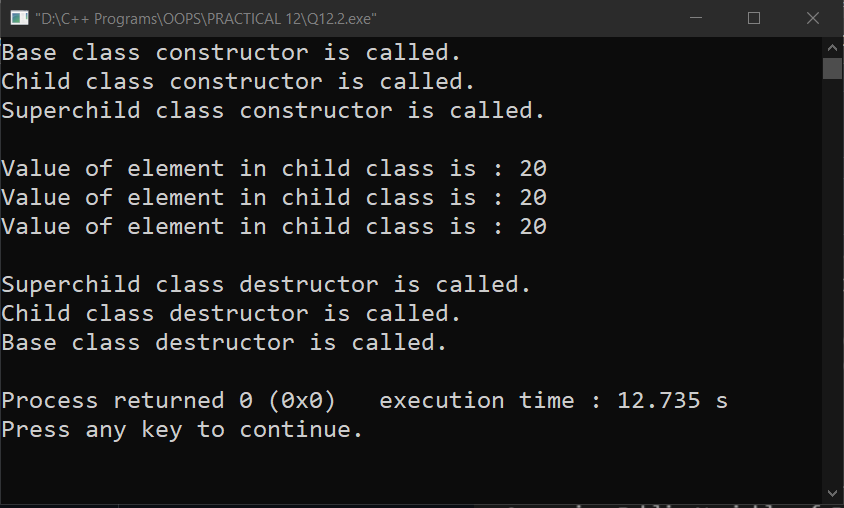 "D:\C++ Programs\OOPS\PRACTICAL 12\Q12.2.exe"
Base class constructor is called.
Child class constructor is called.
Superchild class constructor is called.
Value of element in child class is : 20
Value of element in child class is : 20
Value of element in child class is : 20
Superchild class destructor is called.
Child class destructor is called.
Base class destructor is called.
Process returned 0 (0x0)   execution time : 12.735 s
Press any key to continue.